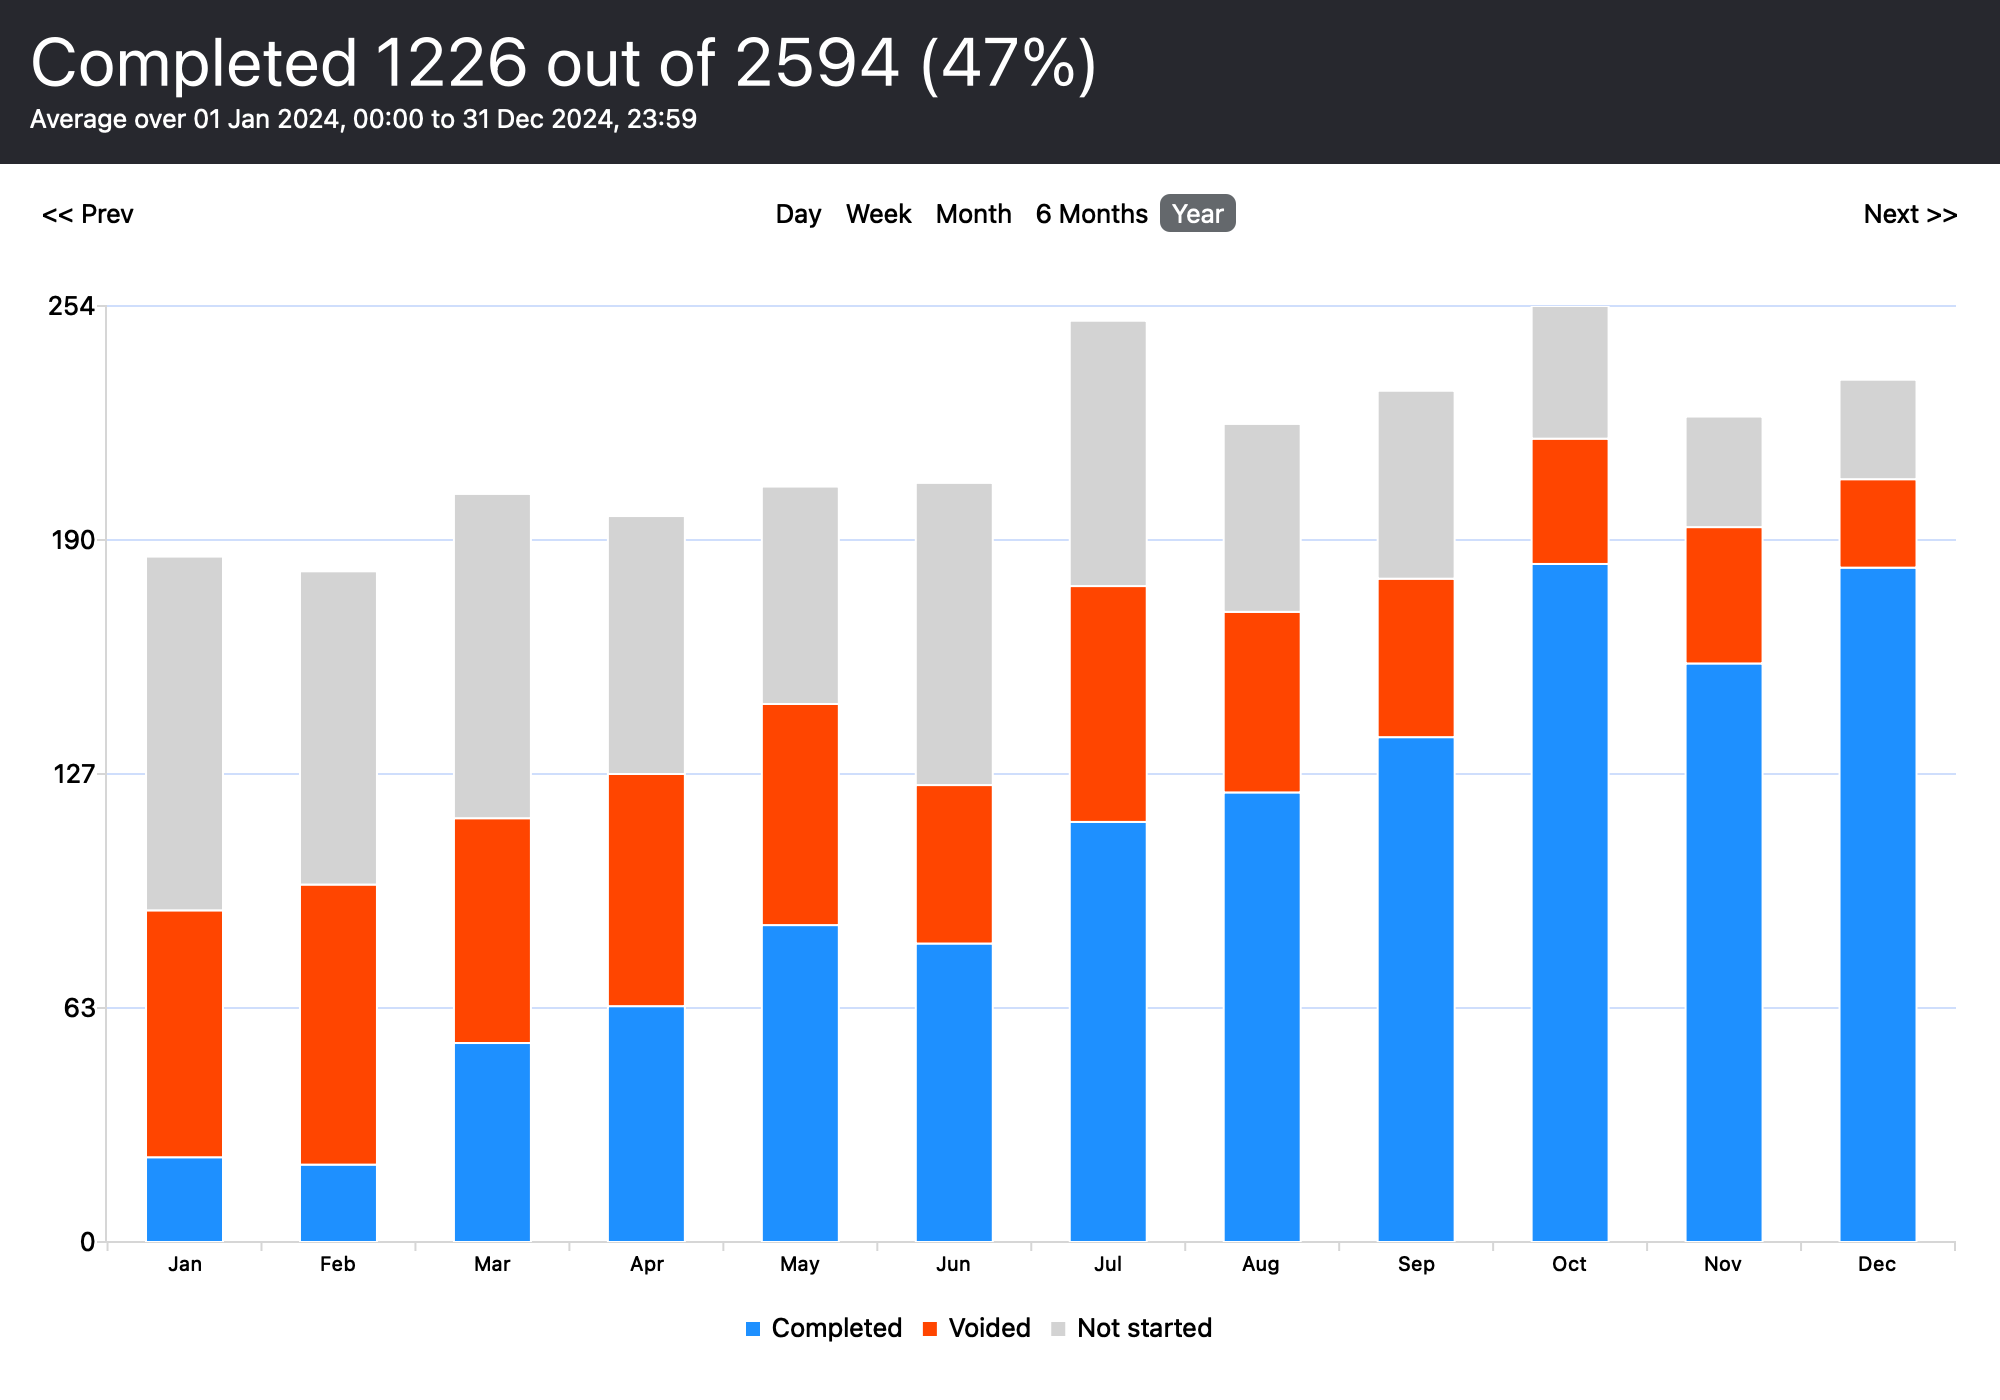 Completed 1226 out of 2594 (47%)
Average over 01 Jan 2024, 00:00 to 31 Dec 2024, 23:59
<< Prev Day Week Month 6 Months Year Next >>
254
190
127
63
0
Jan Feb Mar Apr May Jun Jul Aug Sep Oct Nov Dec
Completed Voided Not started